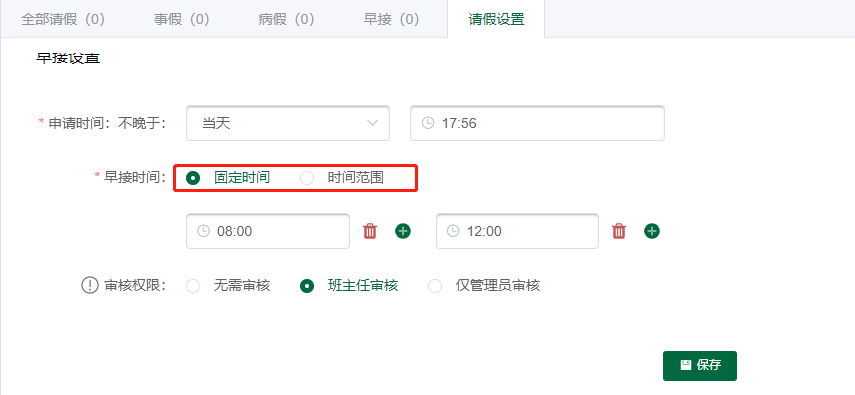 全部请假（0） 事假（0） 病假（0） 早接（0） 请假设置
早接设置
* 申请时间：不晚于： 当天 17:56
* 早接时间： 固定时间 时间范围
08:00 12:00
审核权限： 无需审核 班主任审核 仅管理员审核
保存